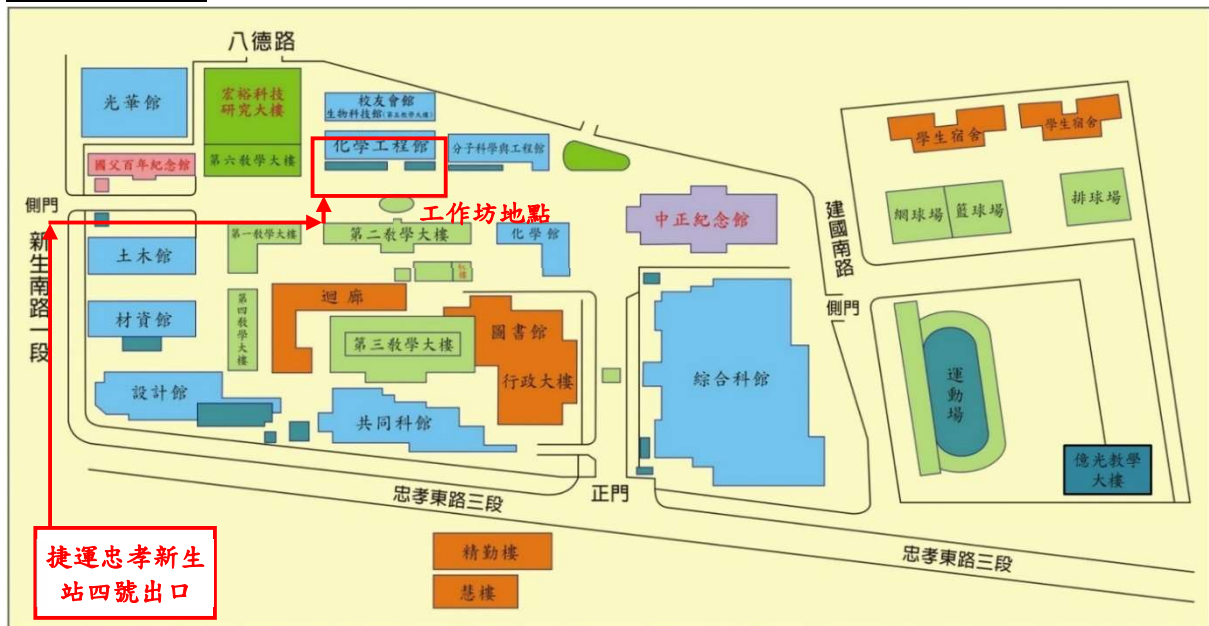 八德路
光華館
宏裕科技
研究大樓
校友會館
生物科技館(第五教學大樓)
化學工程館
分子科學與工程館
國父百年紀念館
第六教學大樓
學生宿舍
學生宿舍
網球場
籃球場
排球場
側門
工作坊地點
中正紀念館
建國南路
新生南路一段
第一教學大樓
第二教學大樓
化學館
土木館
紅樓
迴廊
側門
材資館
第四教學大樓
圖書館
第三教學大樓
行政大樓
綜合科館
運動場
設計館
共同科館
億光教學
大樓
忠孝東路三段
正門
忠孝東路三段
捷運忠孝新生
站四號出口
精勤樓
慧樓